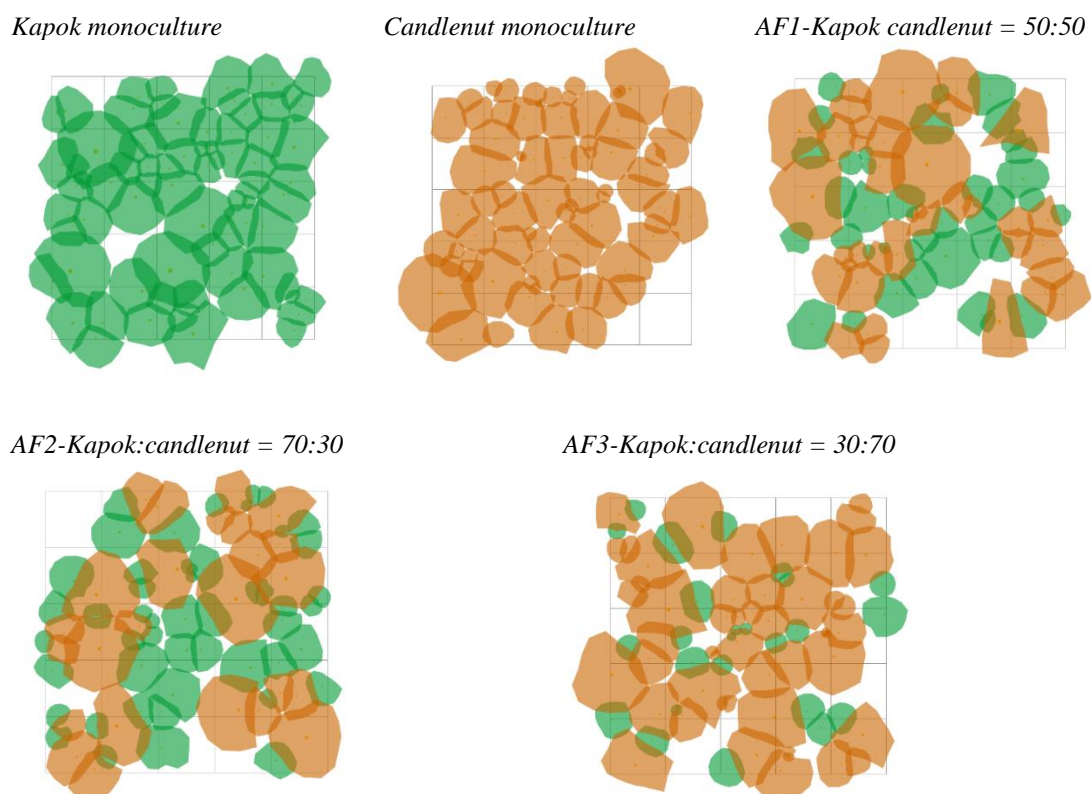 Kapok monoculture
Candlenut monoculture
AF1-Kapok candlenut = 50:50
AF2-Kapok:candlenut = 70:30
AF3-Kapok:candlenut = 30:70